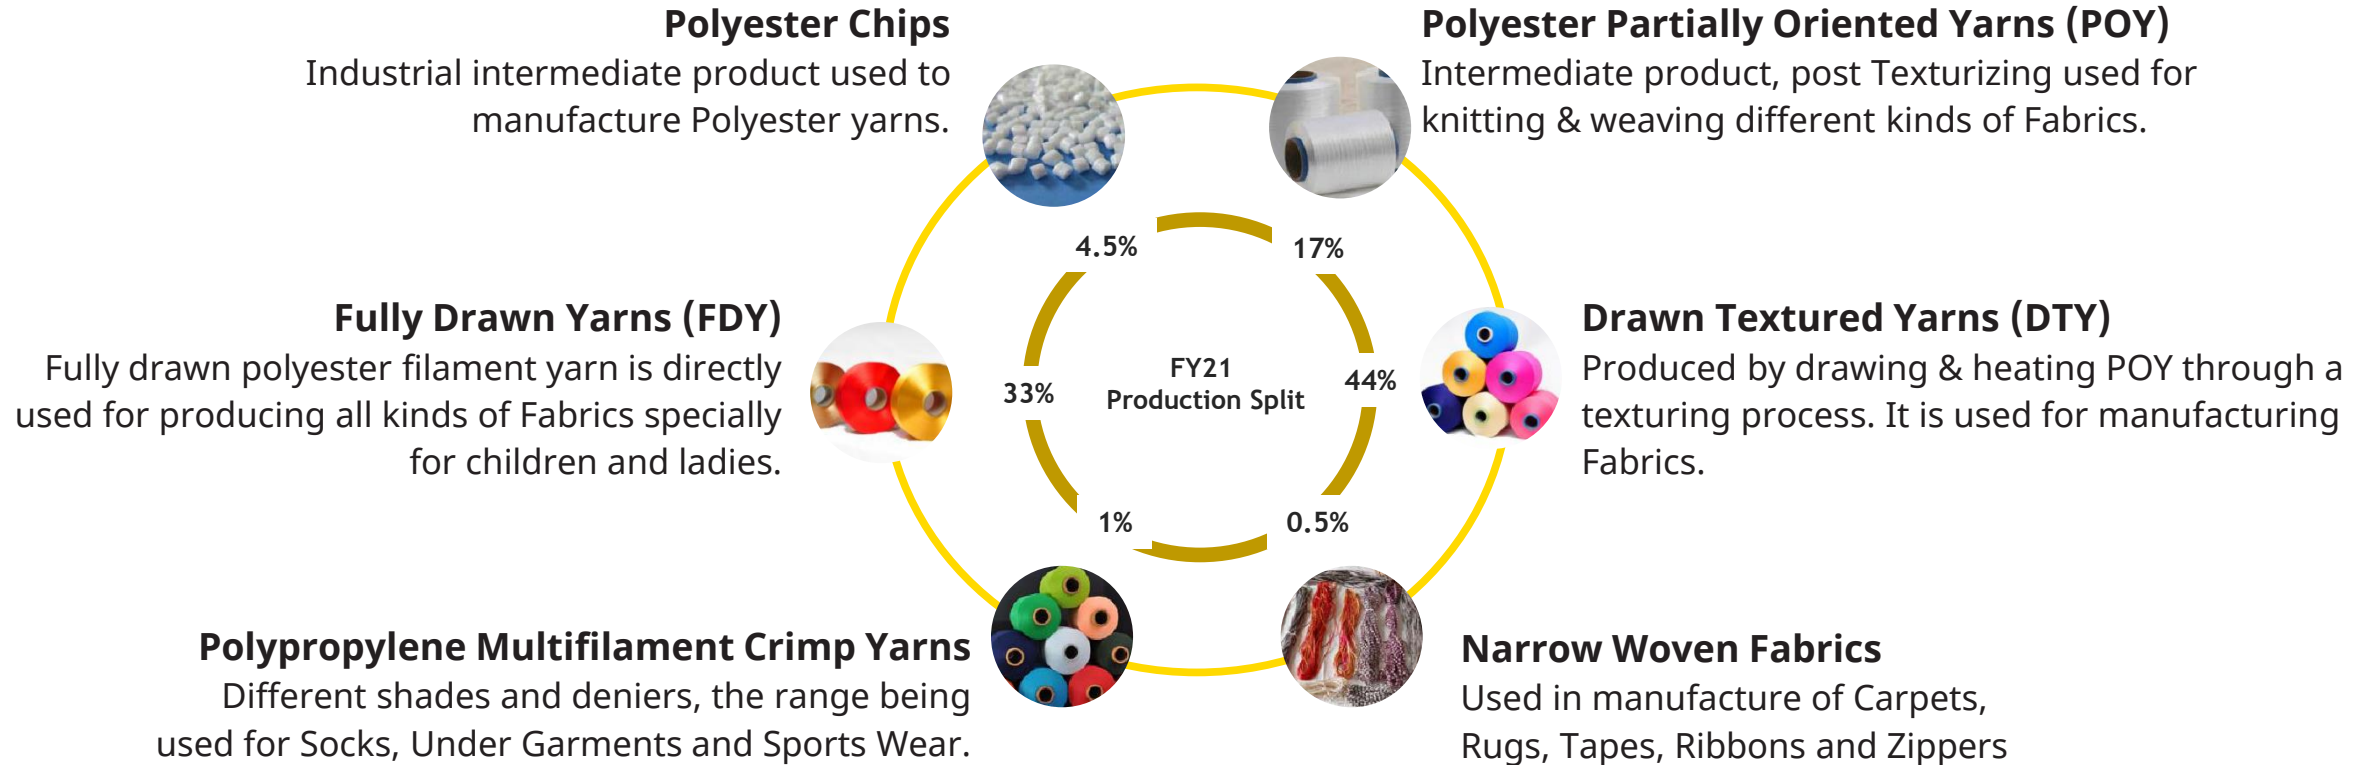 Polyester Chips
Industrial intermediate product used to
manufacture Polyester yarns.
Polyester Partially Oriented Yarns (POY)
Intermediate product, post Texturizing used for
knitting & weaving different kinds of Fabrics.
4.5%
17%
Fully Drawn Yarns (FDY)
Fully drawn polyester filament yarn is directly
used for producing all kinds of Fabrics specially
for children and ladies.
33%
FY21
Production Split
44%
Drawn Textured Yarns (DTY)
Produced by drawing & heating POY through a
texturing process. It is used for manufacturing
Fabrics.
1%
0.5%
Polypropylene Multifilament Crimp Yarns
Different shades and deniers, the range being
used for Socks, Under Garments and Sports Wear.
Narrow Woven Fabrics
Used in manufacture of Carpets,
Rugs, Tapes, Ribbons and Zippers